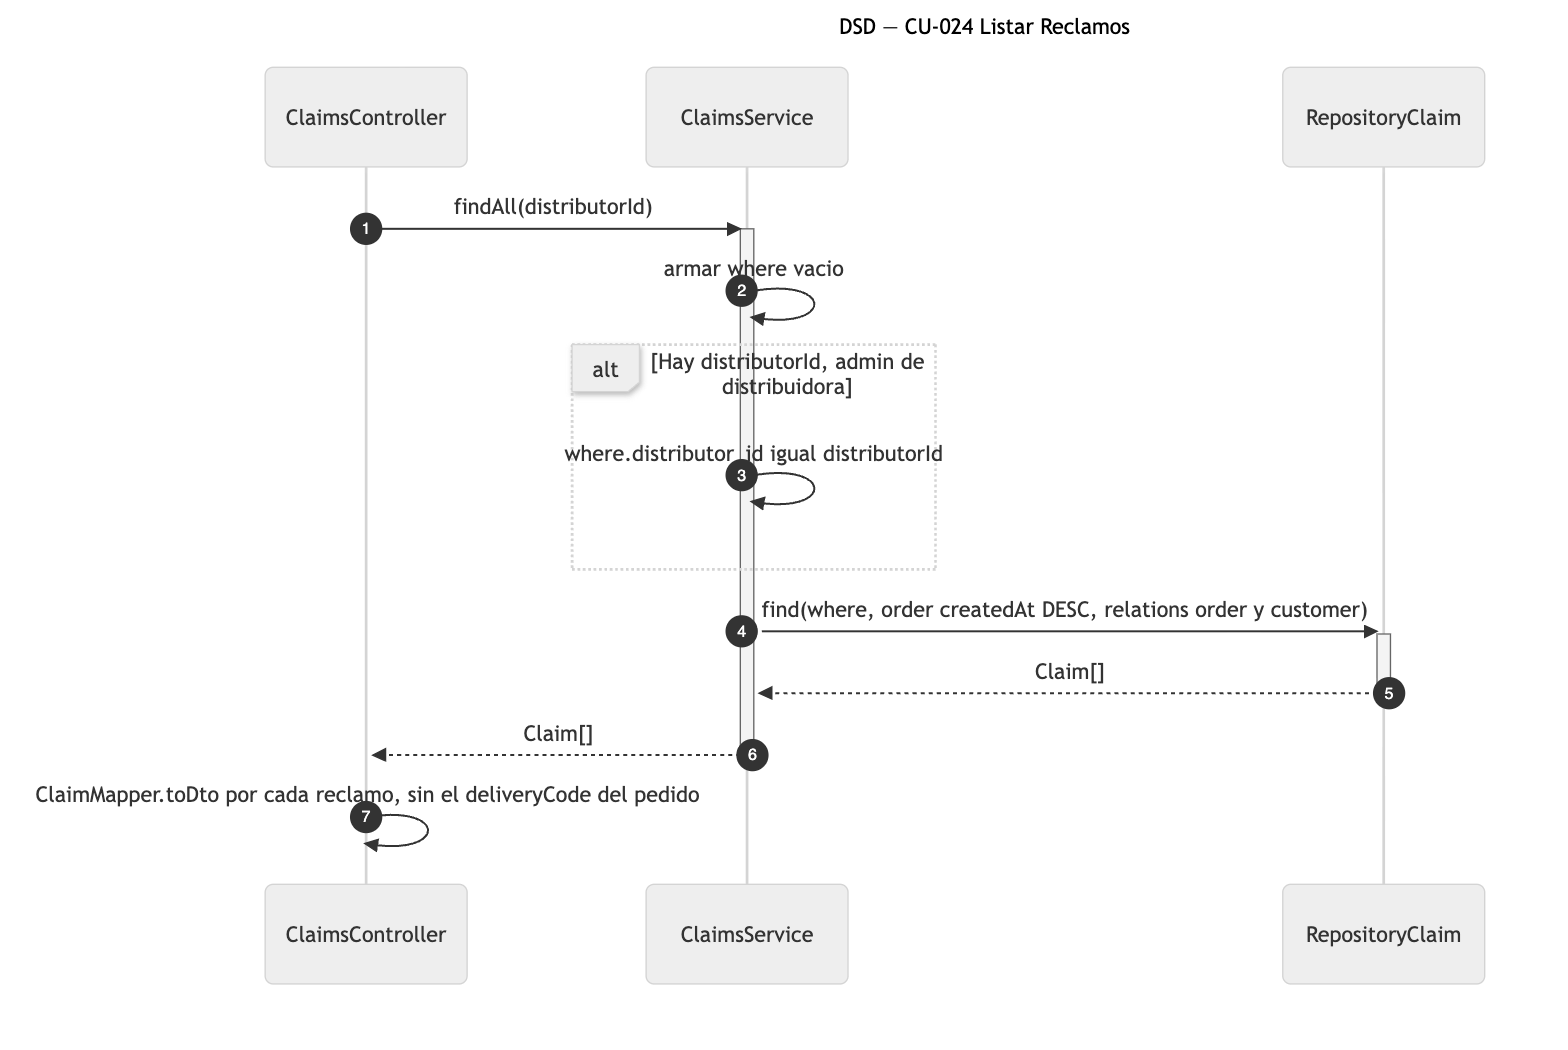 DSD — CU-024 Listar Reclamos
ClaimsController
ClaimsService
RepositoryClaim
findAll(distributorId)
1
armar where vacio
2
alt
[Hay distributorId, admin de
distribuidora]
where.distributor_id igual distributorId
3
find(where, order createdAt DESC, relations order y customer)
4
Claim[]
5
Claim[]
6
ClaimMapper.toDto por cada reclamo, sin el deliveryCode del pedido
7
ClaimsController
ClaimsService
RepositoryClaim